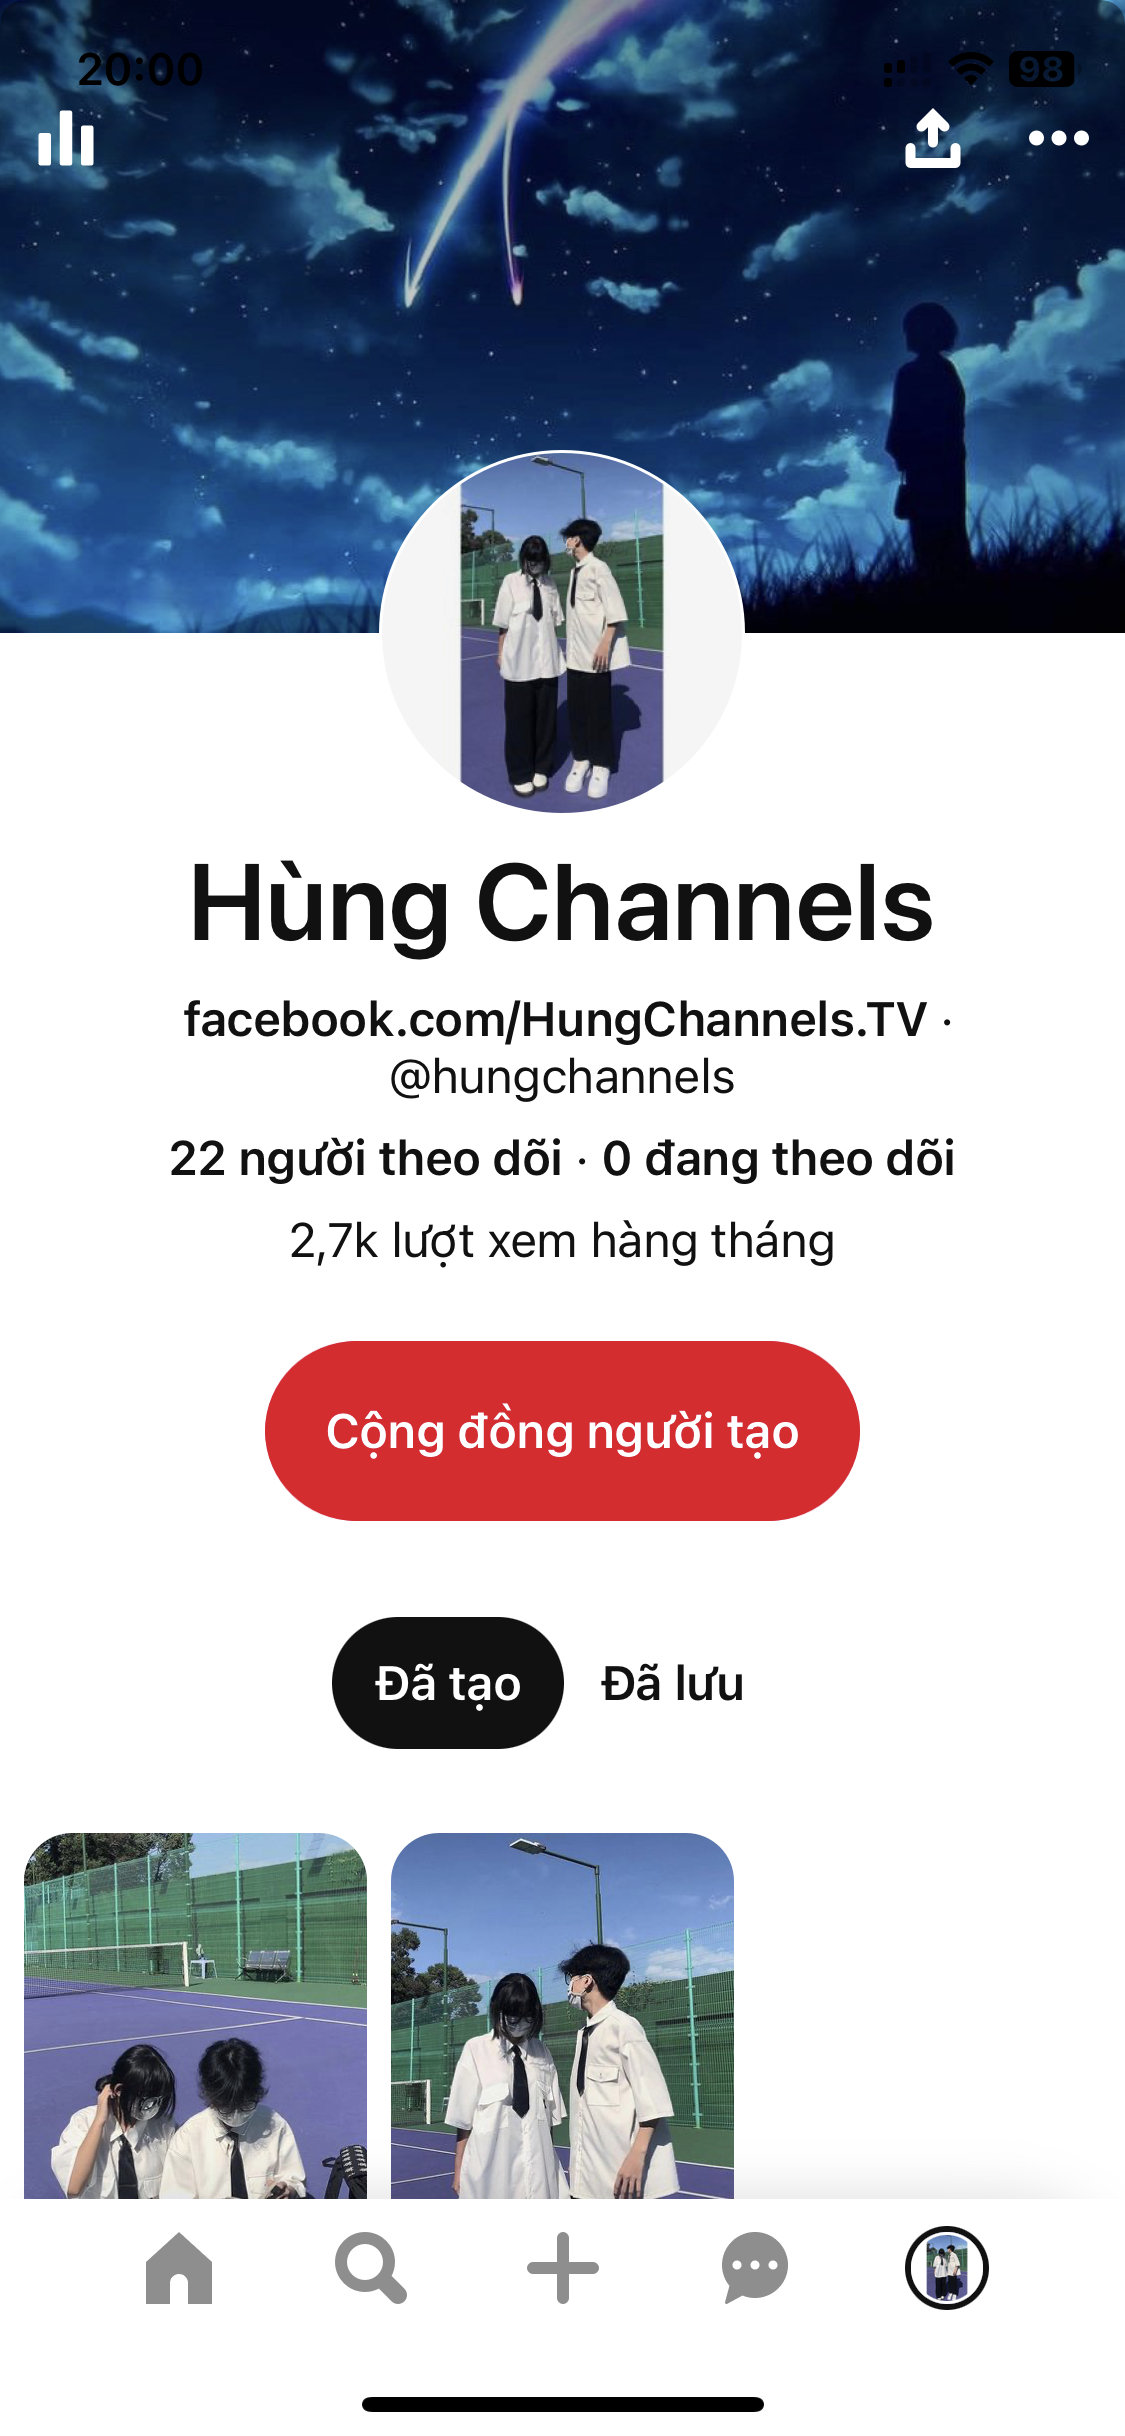 20:00
98
Hùng Channels
facebook.com/HungChannels.TV ·
@hungchannels
22 người theo dõi · 0 đang theo dõi
2,7k lượt xem hàng tháng
Cộng đồng người tạo
Đã tạo
Đã lưu